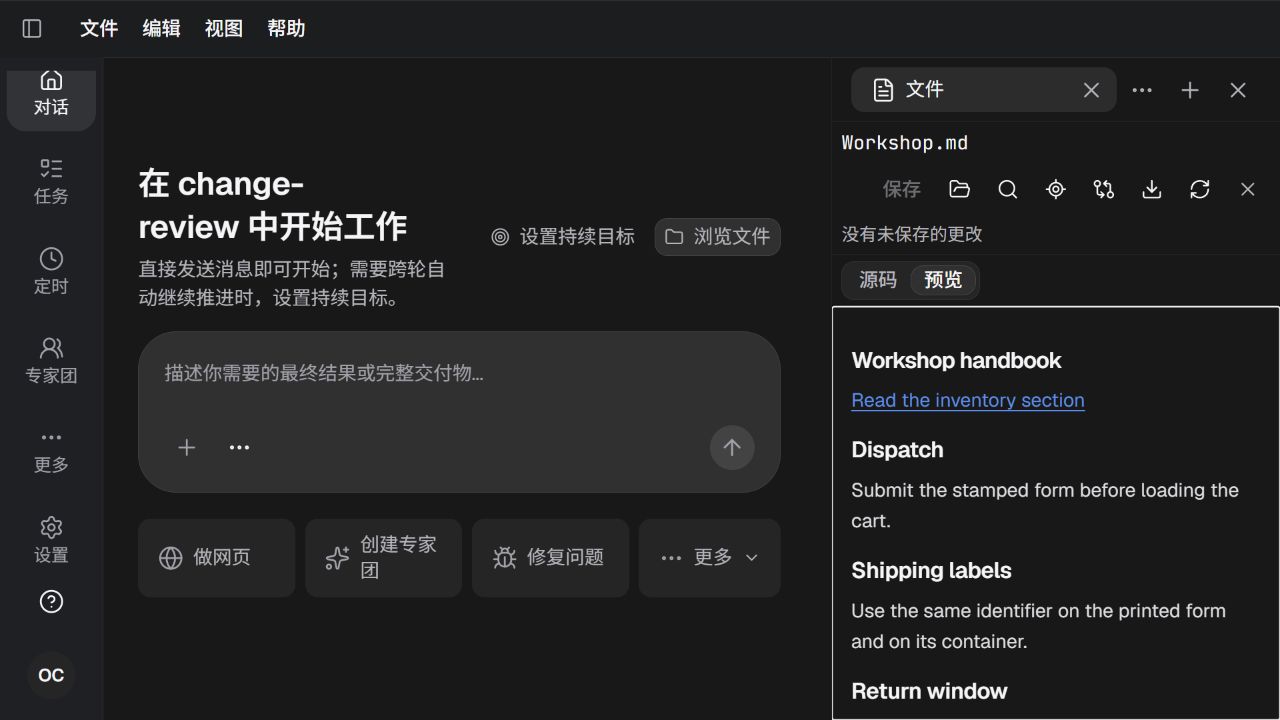 文件 编辑 视图 帮助
对话
任务
定时
专家团
更多
设置
OC
在 change-
review 中开始工作
直接发送消息即可开始；需要跨轮自
动继续推进时，设置持续目标。
设置持续目标
浏览文件
描述你需要的最终结果或完整交付物...
做网页
创建专家
团
修复问题
更多
文件
Workshop.md
保存
没有未保存的更改
源码 预览
Workshop handbook
Read the inventory section
Dispatch
Submit the stamped form before loading the
cart.
Shipping labels
Use the same identifier on the printed form
and on its container.
Return window